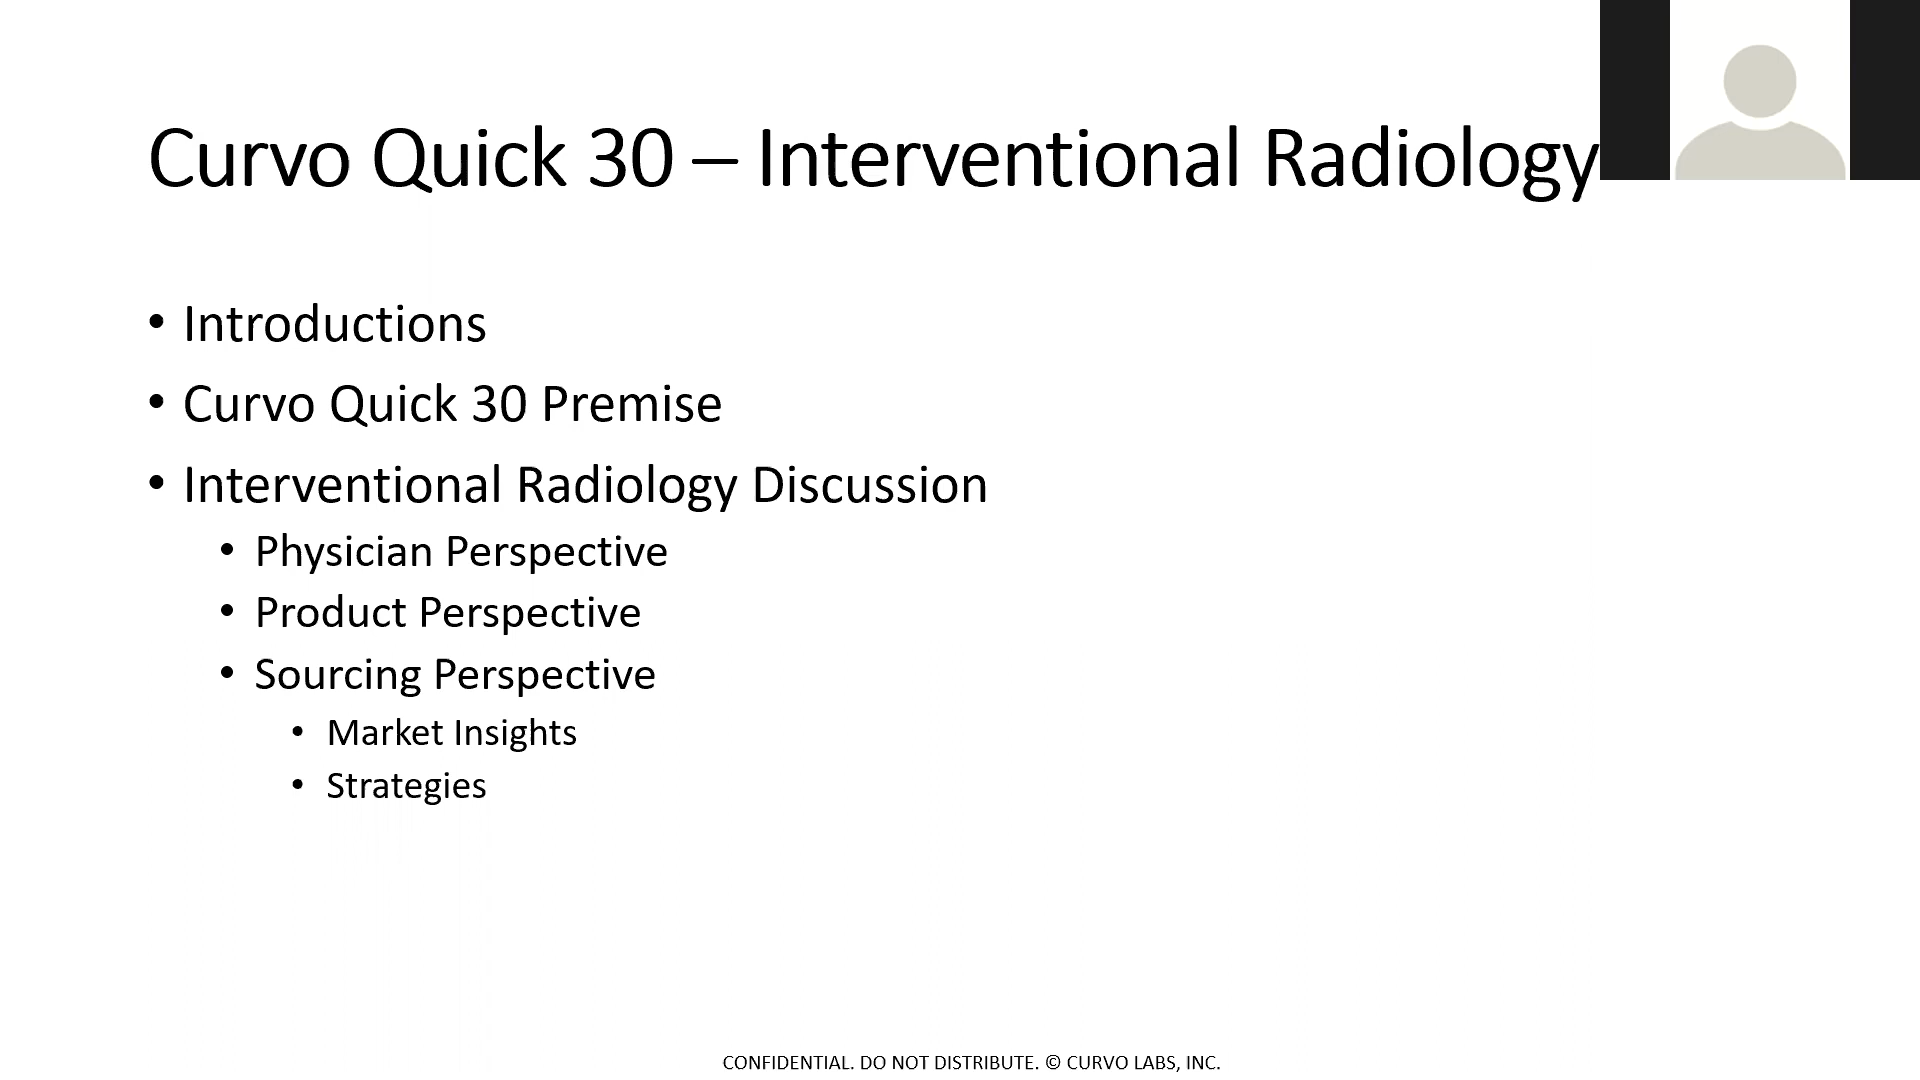 Curvo Quick 30 – Interventional Radiology
• Introductions
• Curvo Quick 30 Premise
• Interventional Radiology Discussion
• Physician Perspective
• Product Perspective
• Sourcing Perspective
• Market Insights
• Strategies
CONFIDENTIAL. DO NOT DISTRIBUTE. © CURVO LABS, INC.